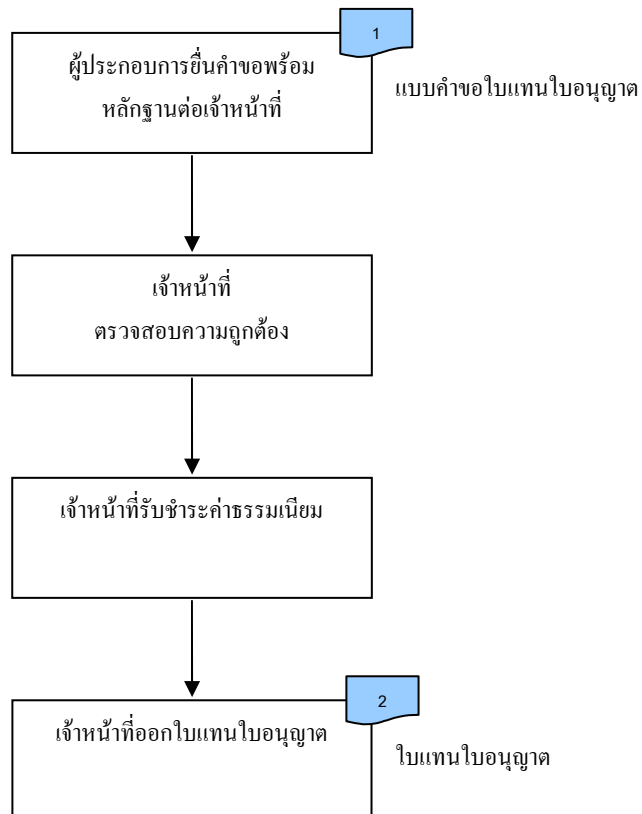 1
ผู้ประกอบการยื่นคำขอพร้อม
หลักฐานต่อเจ้าหน้าที่
แบบคำขอใบแทนใบอนุญาต
เจ้าหน้าที่
ตรวจสอบความถูกต้อง
เจ้าหน้าที่รับชำระค่าธรรมเนียม
2
เจ้าหน้าที่ออกใบแทนใบอนุญาต
ใบแทนใบอนุญาต